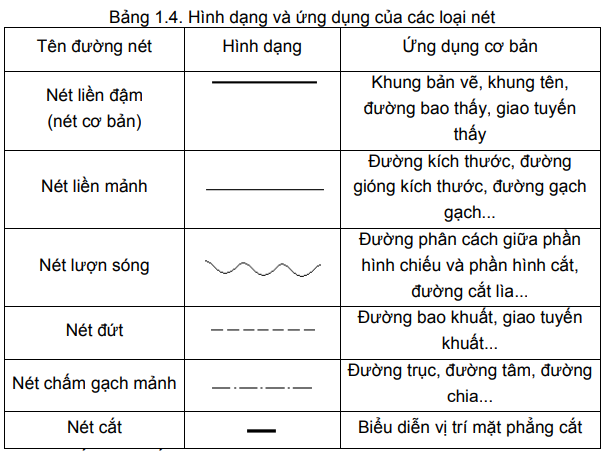 Bảng 1.4. Hình dạng và ứng dụng của các loại nét
Tên đường nét
Hình dạng
Ứng dụng cơ bản
Nét liền đậm
(nét cơ bản)
Khung bản vẽ, khung tên,
đường bao thấy, giao tuyến
thấy
Nét liền mảnh
Đường kích thước, đường
gióng kích thước, đường gạch
gạch...
Nét lượn sóng
Đường phân cách giữa phần
hình chiếu và phần hình cắt,
đường cắt lìa...
Nét đứt
Đường bao khuất, giao tuyến
khuất...
Nét chấm gạch mảnh
Đường trục, đường tâm, đường
chia...
Nét cắt
Biểu diễn vị trí mặt phẳng cắt